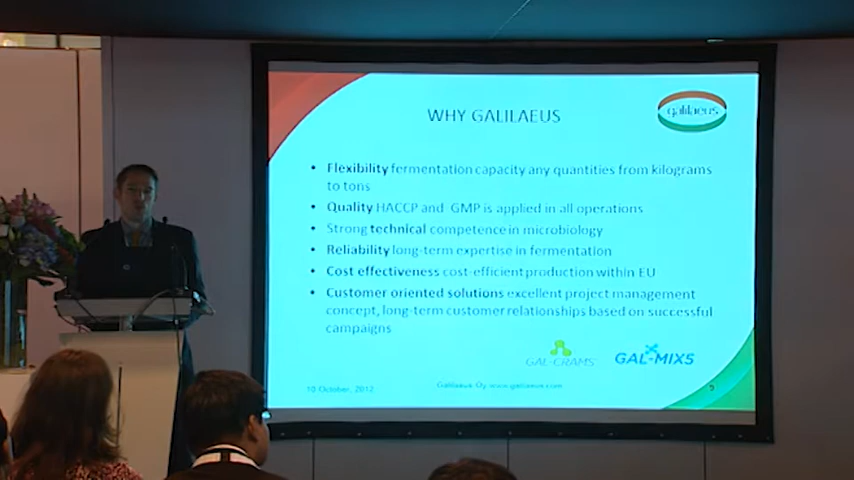 WHY GALILAEUS
galilaeus
• Flexibility fermentation capacity any quantities from kilograms
to tons
• Quality HACCP and GMP is applied in all operations
• Strong technical competence in microbiology
• Reliability long-term expertise in fermentation
• Cost effectiveness cost-efficient production within EU
• Customer oriented solutions excellent project management
concept, long-term customer relationships based on successful
campaigns
GAL-CRAMS
GAL-MIXS
10 October, 2012
Galilaeus Oy www.galilaeus.com
9